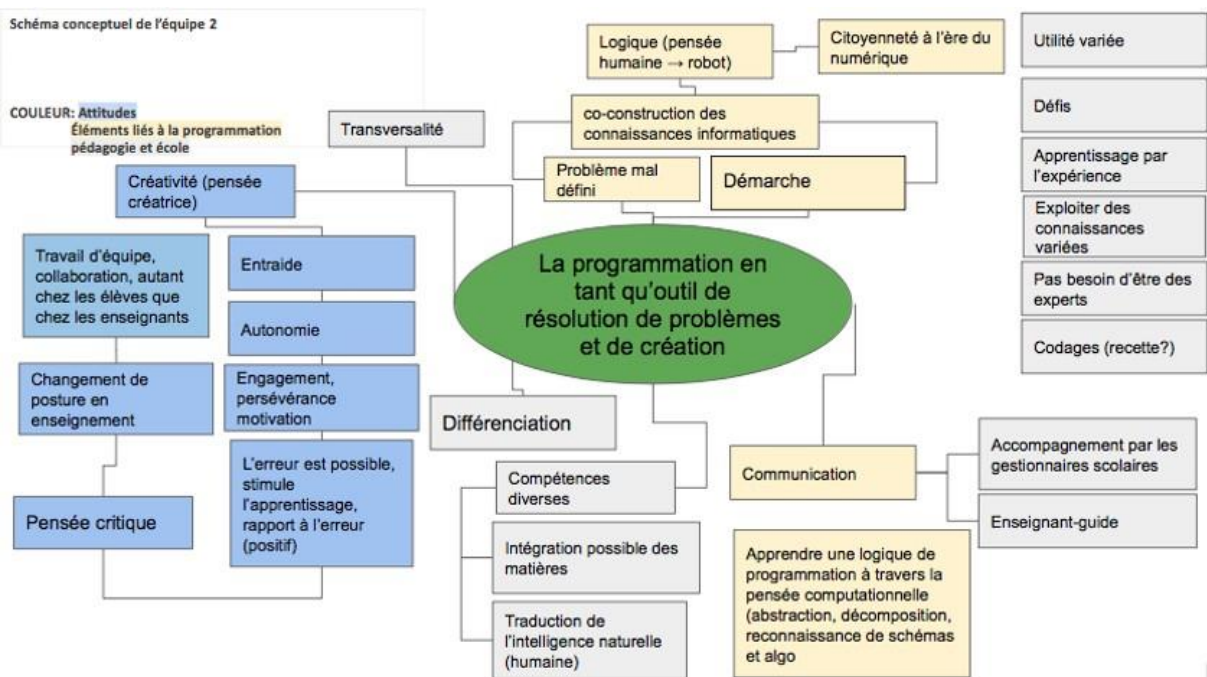 Schéma conceptuel de l'équipe 2
COULEUR: Attitudes
Éléments liés à la programmation
pédagogie et école
Transversalité
Logique (pensée
humaine → robot)
Citoyenneté à l'ère du
numérique
co-construction des
connaissances informatiques
Problème mal
défini
Démarche
Créativité (pensée
créatrice)
Travail d'équipe,
collaboration, autant
chez les élèves que
chez les enseignants
Changement de
posture en
enseignement
Pensée critique
Entraide
Autonomie
Engagement,
persévérance
motivation
L'erreur est possible,
stimule
l'apprentissage,
rapport à l'erreur
(positif)
La programmation en
tant qu'outil de
résolution de problèmes
et de création
Différenciation
Compétences
diverses
Intégration possible des
matières
Traduction de
l'intelligence naturelle
(humaine)
Communication
Apprendre une logique de
programmation à travers la
pensée computationnelle
(abstraction, décomposition,
reconnaissance de schémas
et algo
Accompagnement par les
gestionnaires scolaires
Enseignant-guide
Utilité variée
Défis
Apprentissage par
l'expérience
Exploiter des
connaissances
variées
Pas besoin d'être des
experts
Codages (recette?)